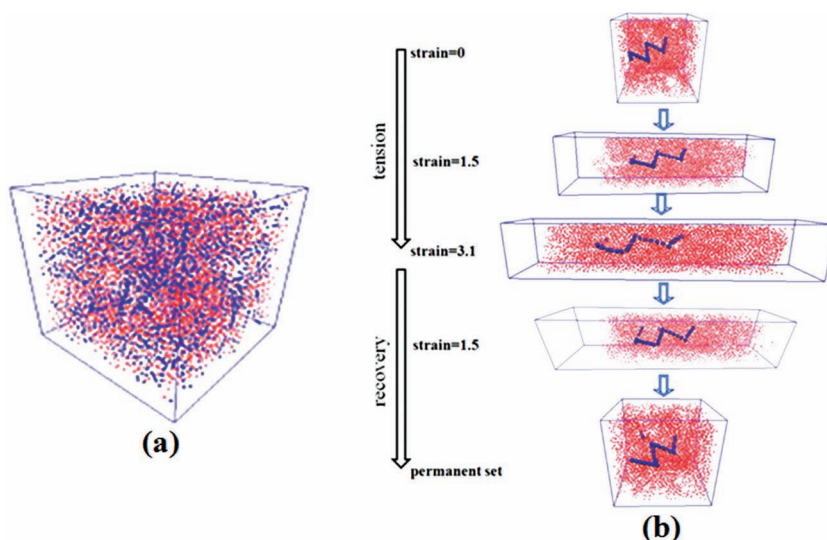 strain=0
tension
strain=1.5
strain=3.1
recovery
strain=1.5
permanent set
(a)
(b)